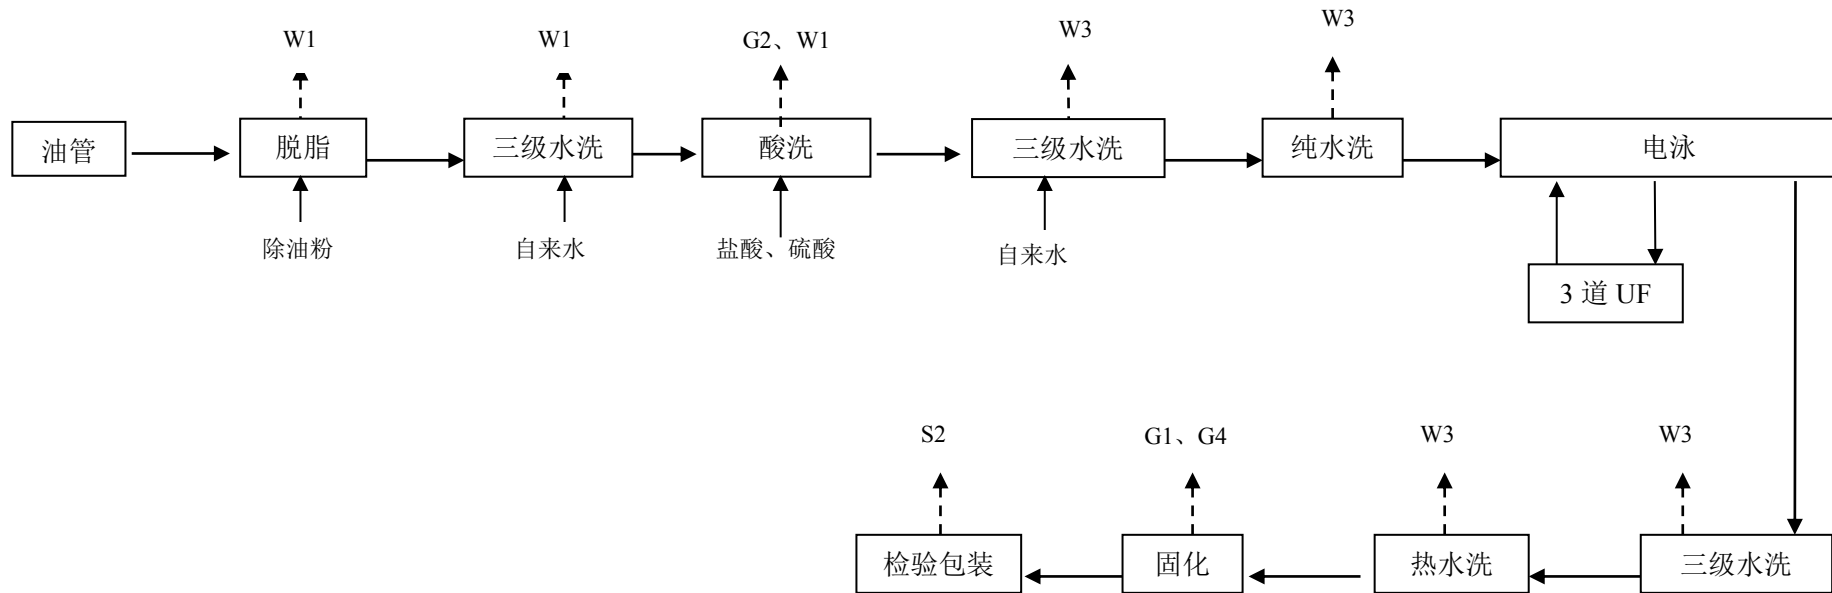 W1
W1
G2、W1
W3
W3
油管
脱脂
三级水洗
酸洗
三级水洗
纯水洗
电泳
除油粉
自来水
盐酸、硫酸
自来水
3 道 UF
S2
G1、G4
W3
W3
检验包装
固化
热水洗
三级水洗